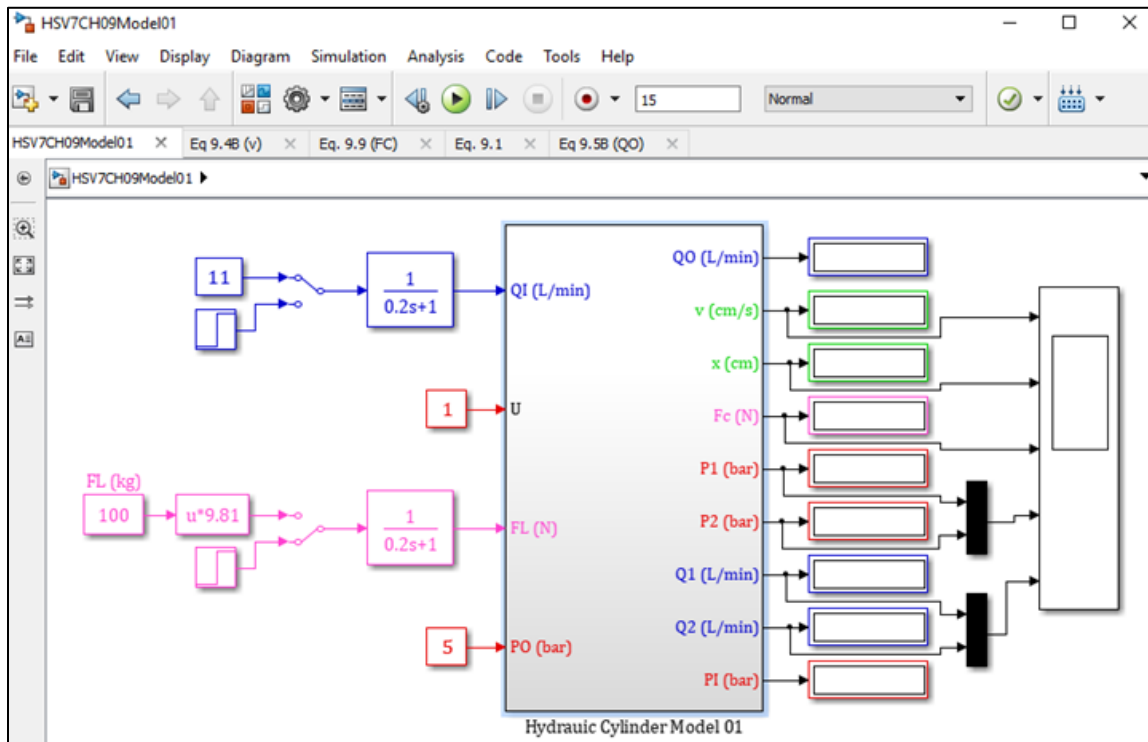 HSV7CH09Model01
File Edit View Display Diagram Simulation Analysis Code Tools Help
15 Normal
HSV7CH09Model01 Eq 9.4B (v) Eq. 9.9 (FC) Eq. 9.1 Eq 9.5B (QO)
HSV7CH09Model01
11
1
0.2s+1
QI (L/min)
1
U
FL (kg)
100
u*9.81
1
0.2s+1
FL (N)
5
PO (bar)
QO (L/min)
v (cm/s)
x (cm)
Fc (N)
P1 (bar)
P2 (bar)
Q1 (L/min)
Q2 (L/min)
PI (bar)
Hydrauic Cylinder Model 01